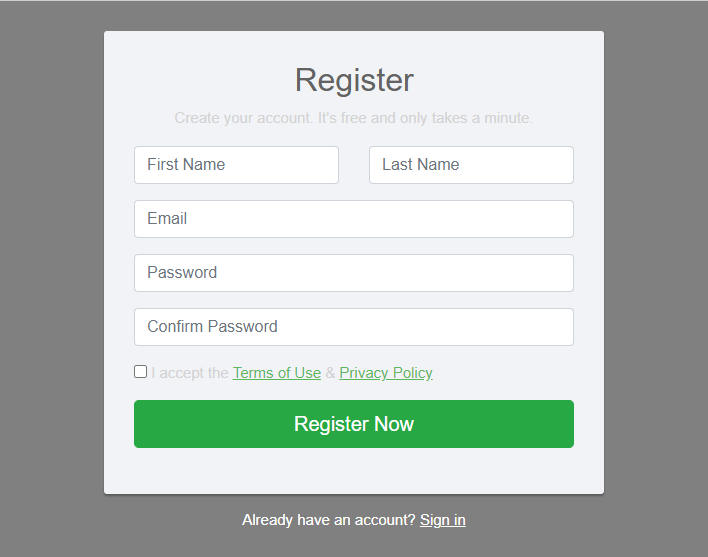 Register
Create your account. It's free and only takes a minute.
First Name Last Name
Email
Password
Confirm Password
I accept the Terms of Use & Privacy Policy
Register Now
Already have an account? Sign in